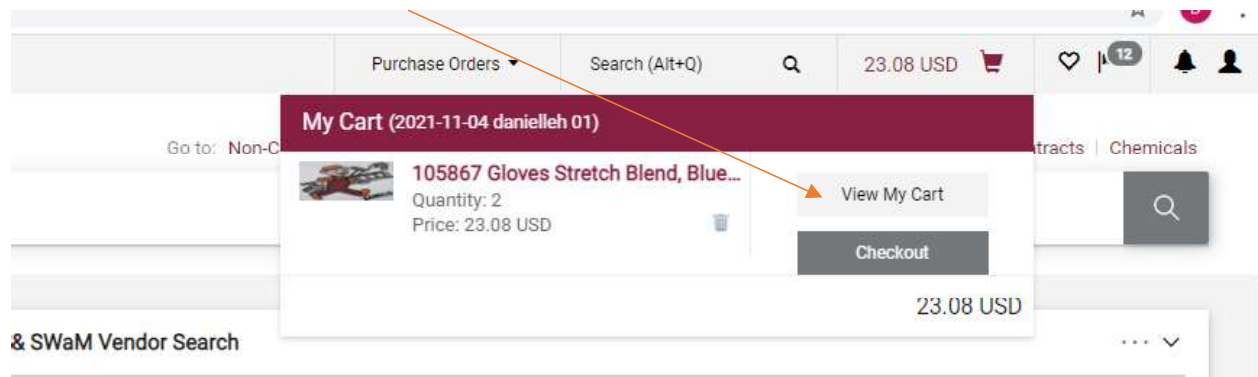 Purchase Orders Search (Alt+Q) 23.08 USD 12
My Cart (2021-11-04 danielleh 01)
Go to: Chemicals
105867 Gloves Stretch Blend, Blue...
View My Cart
Quantity: 2
Price: 23.08 USD
Checkout
23.08 USD
& SWaM Vendor Search